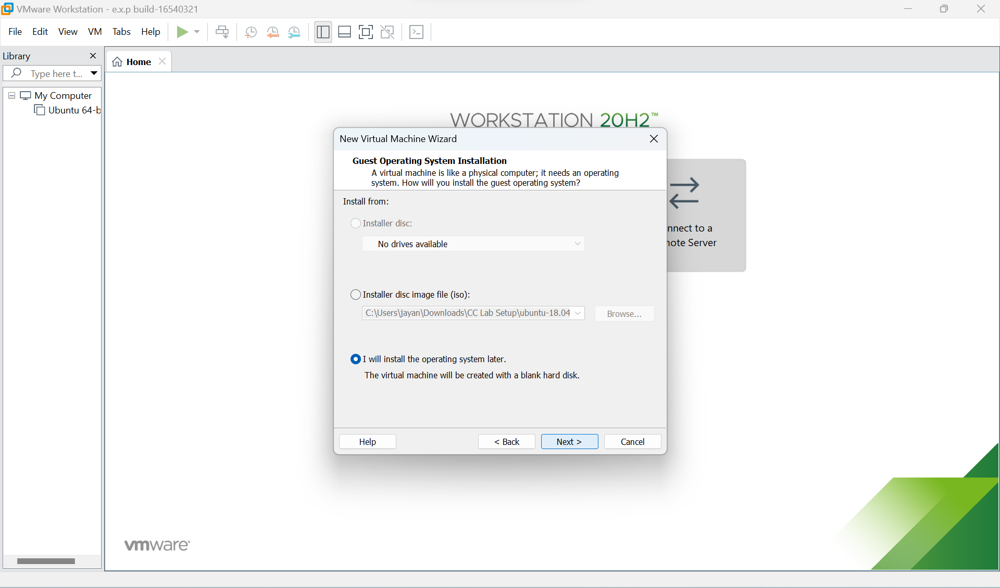 VMware Workstation - e.x.p build-16540321
File Edit View VM Tabs Help
Library
Type here t...
My Computer
Ubuntu 64-b
Home
WORKSTATION 20H2™
New Virtual Machine Wizard
Guest Operating System Installation
A virtual machine is like a physical computer; it needs an operating
system. How will you install the guest operating system?
Install from:
Installer disc:
No drives available
Installer disc image file (iso):
C:\Users\jayan\Downloads\CC Lab Setup\ubuntu-18.04
Browse...
I will install the operating system later.
The virtual machine will be created with a blank hard disk.
Help
< Back
Next >
Cancel
nnect to a
note Server
vmware®